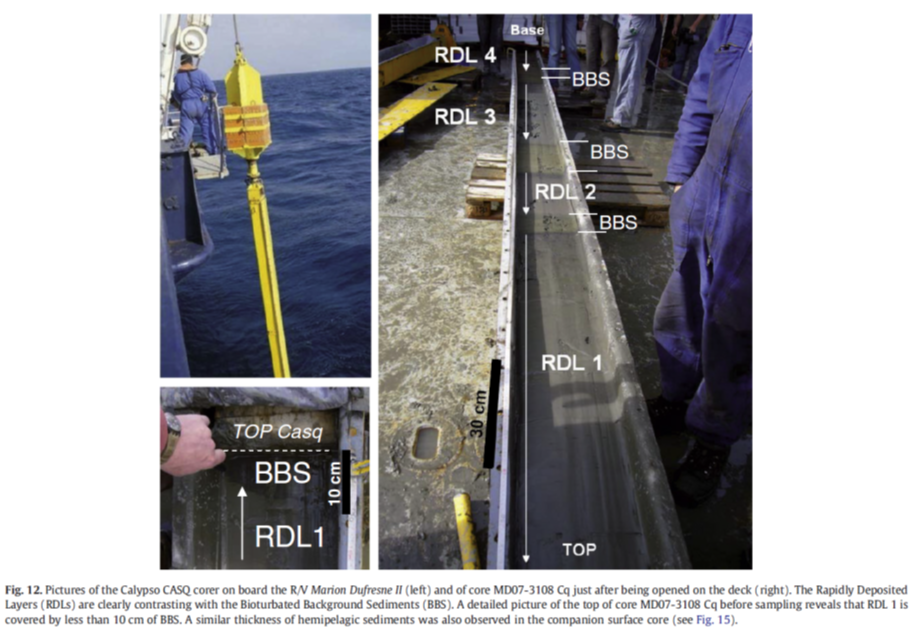 Base
RDL 4
BBS
RDL 3
BBS
RDL 2
BBS
RDL 1
30 cm
TOP
TOP Casq
BBS
10 cm
RDL1
Fig. 12. Pictures of the Calypso CASQ corer on board the R/V Marion Dufresne II (left) and of core MD07-3108 Cq just after being opened on the deck (right). The Rapidly Deposited
Layers (RDLs) are clearly contrasting with the Bioturbated Background Sediments (BBS). A detailed picture of the top of core MD07-3108 Cq before sampling reveals that RDL 1 is
covered by less than 10 cm of BBS. A similar thickness of hemipelagic sediments was also observed in the companion surface core (see Fig. 15).